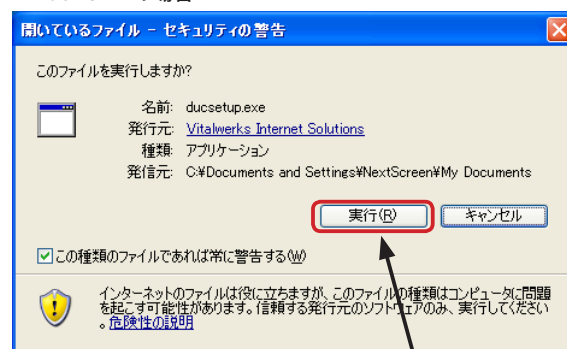 開いているファイル - セキュリティの警告
このファイルを実行しますか?
名前: ducsetup.exe
発行元: Vitalwerks Internet Solutions
種類: アプリケーション
発信元: C:¥Documents and Settings¥NextScreen¥My Documents
実行(R) キャンセル
この種類のファイルであれば常に警告する(W)
インターネットのファイルは役に立ちますが、このファイルの種類はコンピュータに問題
を起こす可能性があります。信頼する発行元のソフトウェアのみ、実行してください
。危険性の説明